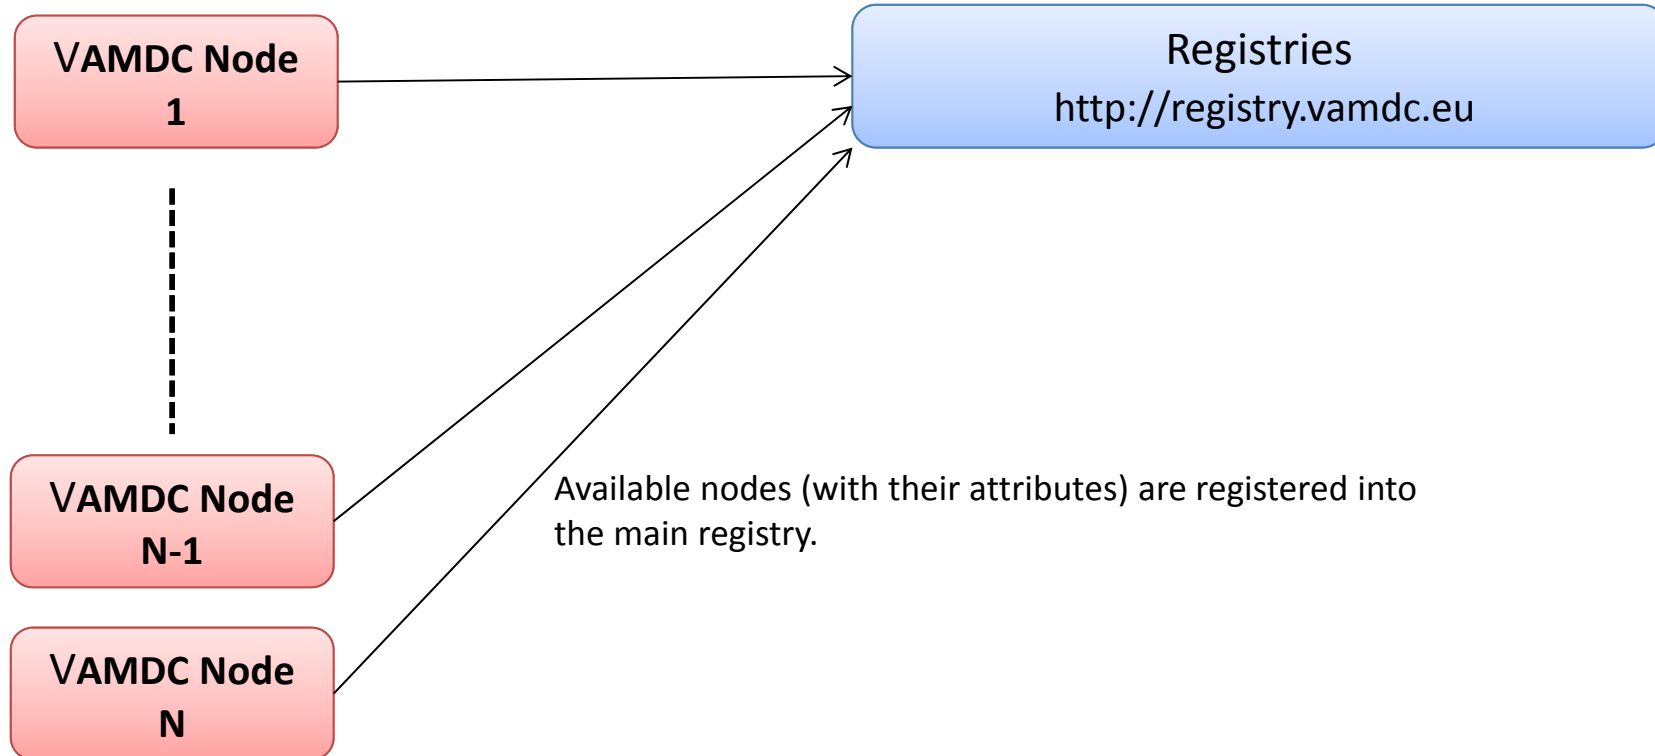 VAMDC Node
1
Registries
http://registry.vamdc.eu
VAMDC Node
N-1
Available nodes (with their attributes) are registered into
the main registry.
VAMDC Node
N